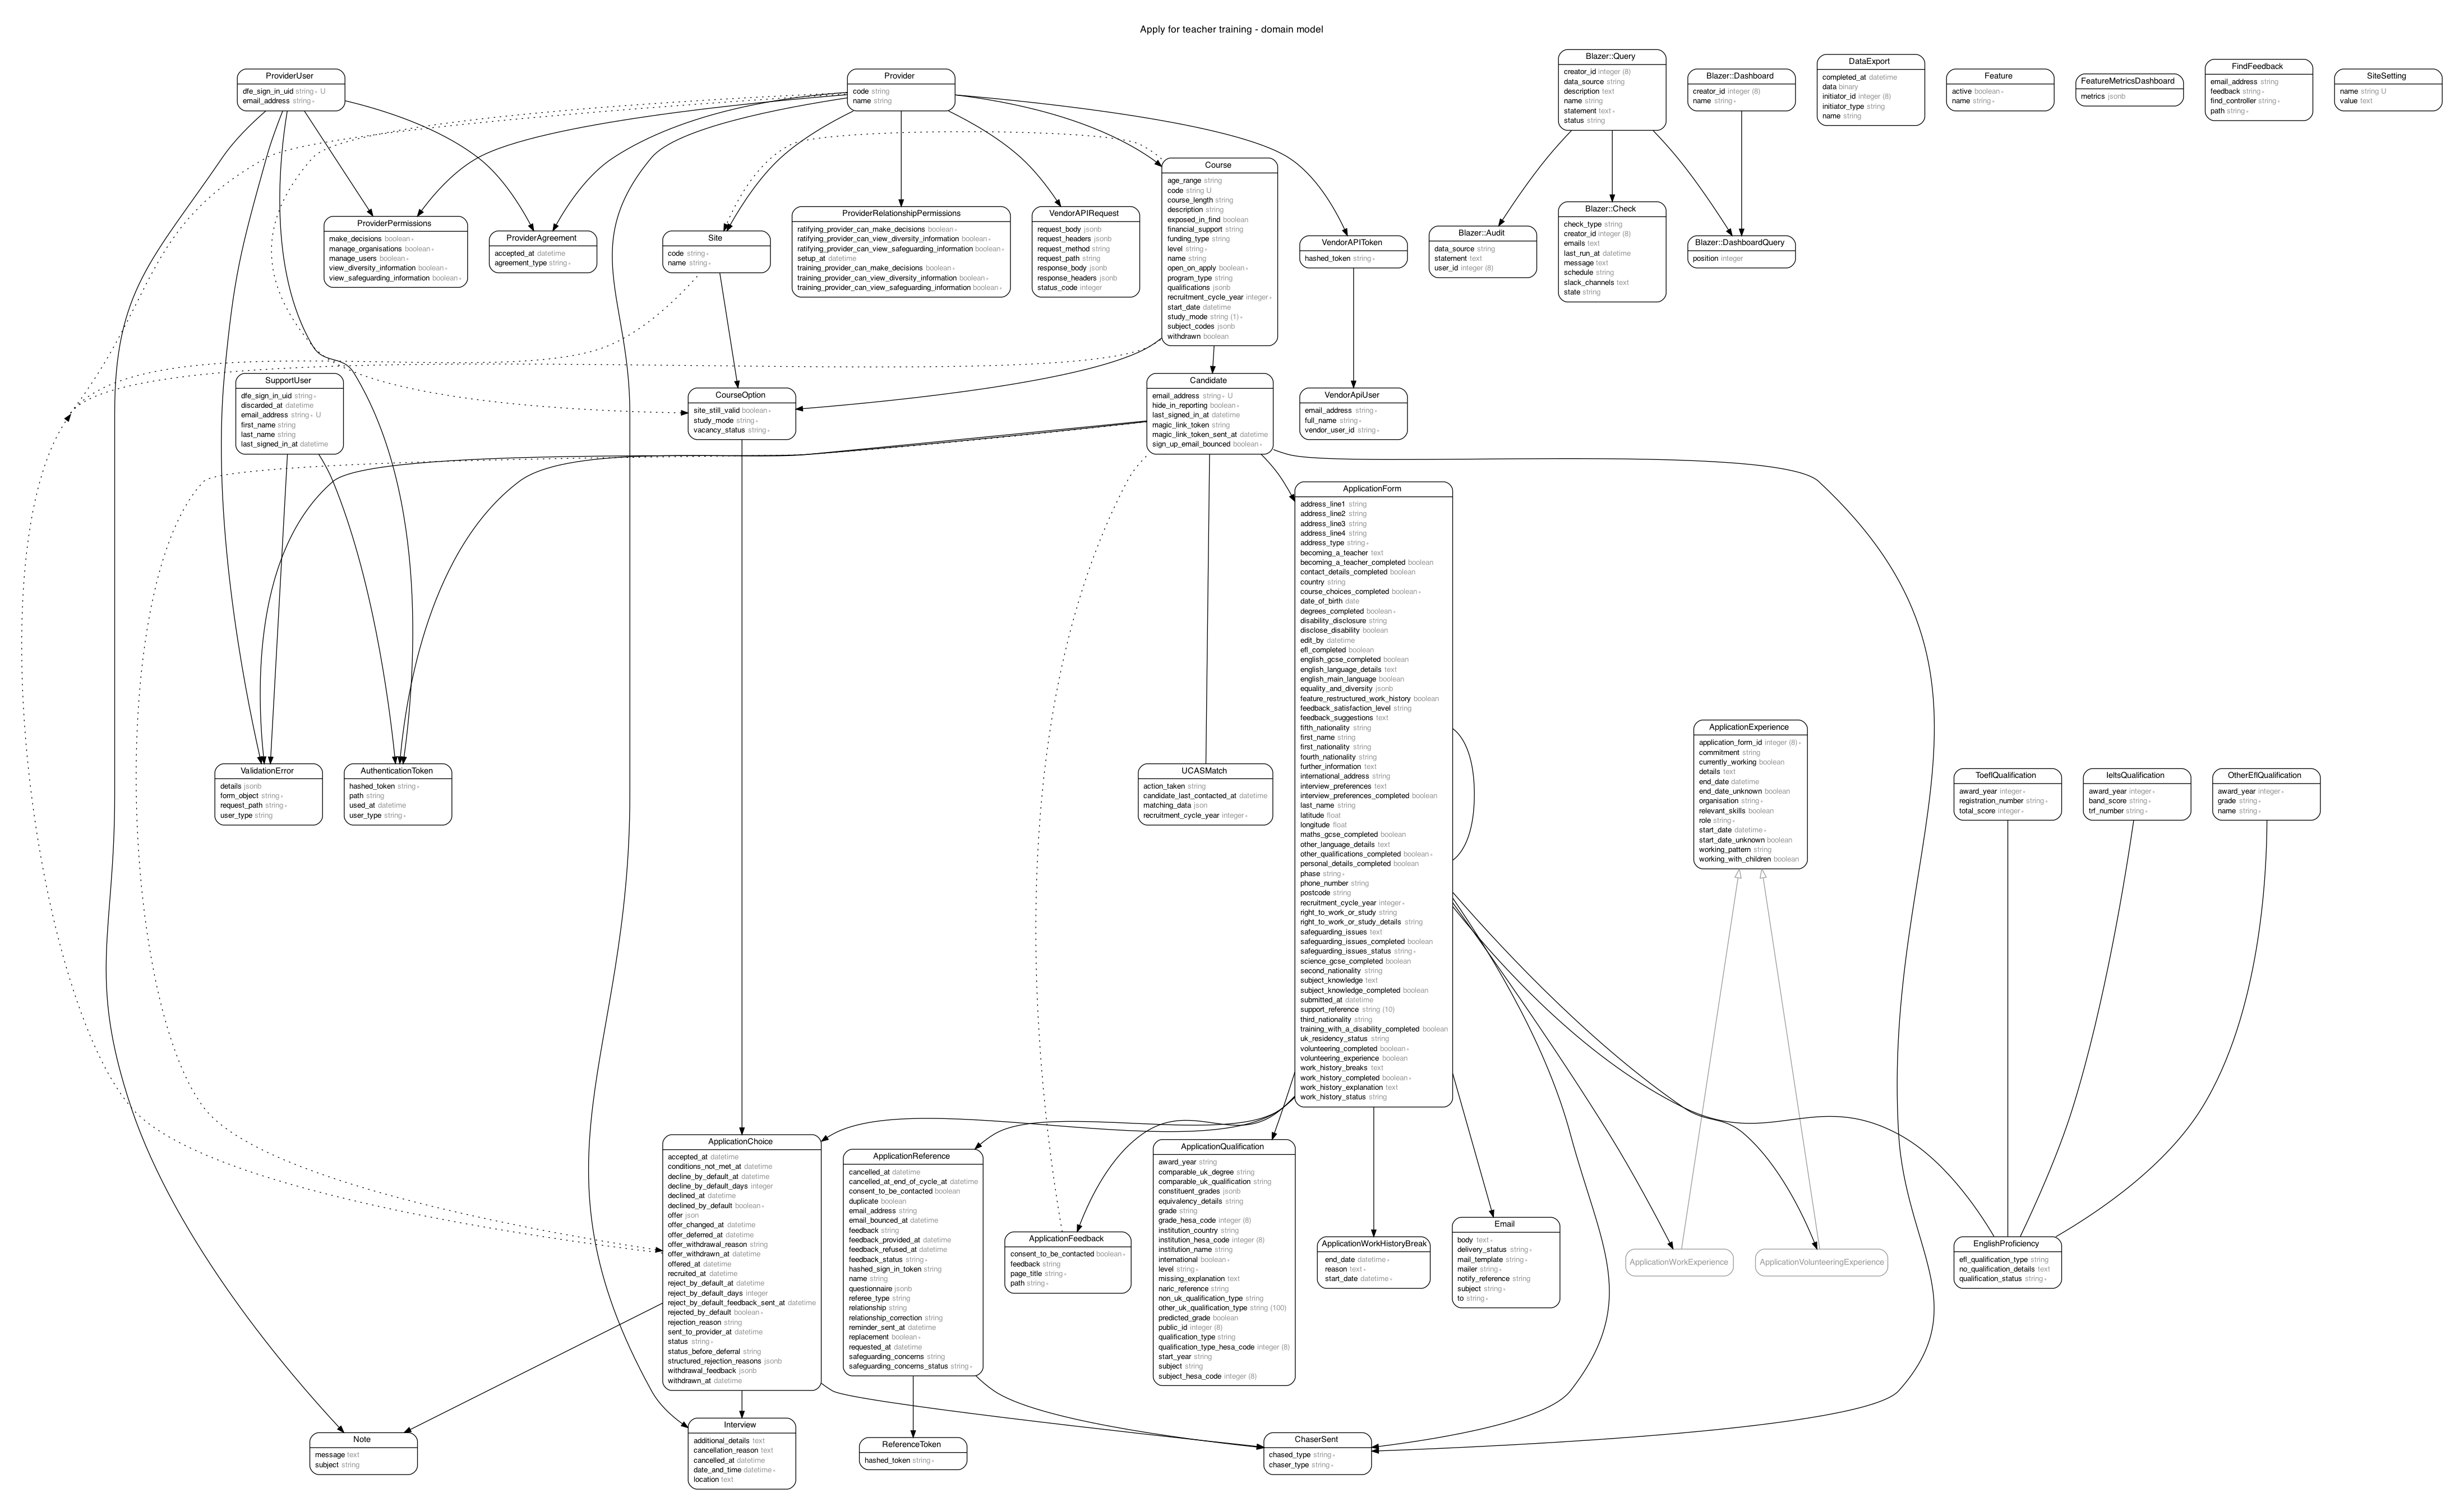 Apply for teacher training - domain model
ProviderUser
dfe_sign_in_uid string ∗ U
email_address string ∗
Provider
code string
name string
Blazer::Query
creator_id integer (8)
data_source string
description text
name string
statement text ∗
status string
Blazer::Dashboard
creator_id integer (8)
name string ∗
DataExport
completed_at datetime
data binary
initiator_id integer (8)
initiator_type string
name string
Feature
active boolean ∗
name string ∗
FeatureMetricsDashboard
metrics jsonb
FindFeedback
email_address string
feedback string ∗
find_controller string ∗
path string ∗
SiteSetting
name string U
value text
ProviderPermissions
make_decisions boolean ∗
manage_organisations boolean ∗
manage_users boolean ∗
view_diversity_information boolean ∗
view_safeguarding_information boolean ∗
ProviderAgreement
accepted_at datetime
agreement_type string ∗
Site
code string ∗
name string ∗
ProviderRelationshipPermissions
ratifying_provider_can_make_decisions boolean ∗
ratifying_provider_can_view_diversity_information boolean ∗
ratifying_provider_can_view_safeguarding_information boolean ∗
setup_at datetime
training_provider_can_make_decisions boolean ∗
training_provider_can_view_diversity_information boolean ∗
training_provider_can_view_safeguarding_information boolean ∗
VendorAPIRequest
request_body jsonb
request_headers jsonb
request_method string
request_path string
response_body jsonb
response_headers jsonb
status_code integer
Course
age_range string
code string U
course_length string
description string
exposed_in_find boolean
financial_support string
funding_type string
level string ∗
name string
open_on_apply boolean ∗
program_type string
qualifications jsonb
recruitment_cycle_year integer ∗
start_date datetime
study_mode string (1) ∗
subject_codes jsonb
withdrawn boolean
VendorAPIToken
hashed_token string ∗
Blazer::Audit
data_source string
statement text
user_id integer (8)
Blazer::Check
check_type string
creator_id integer (8)
emails text
last_run_at datetime
message text
schedule string
slack_channels text
state string
Blazer::DashboardQuery
position integer
SupportUser
dfe_sign_in_uid string ∗
discarded_at datetime
email_address string ∗ U
first_name string
last_name string
last_signed_in_at datetime
CourseOption
site_still_valid boolean ∗
study_mode string ∗
vacancy_status string ∗
Candidate
email_address string ∗ U
hide_in_reporting boolean ∗
last_signed_in_at datetime
magic_link_token string
magic_link_token_sent_at datetime
sign_up_email_bounced boolean ∗
VendorApiUser
email_address string ∗
full_name string ∗
vendor_user_id string ∗
ApplicationForm
address_line1 string
address_line2 string
address_line3 string
address_line4 string
address_type string ∗
becoming_a_teacher text
becoming_a_teacher_completed boolean
contact_details_completed boolean
country string
course_choices_completed boolean ∗
date_of_birth date
degrees_completed boolean ∗
disability_disclosure string
disclose_disability boolean
edit_by datetime
efl_completed boolean
english_gcse_completed boolean
english_language_details text
english_main_language boolean
equality_and_diversity jsonb
feature_restructured_work_history boolean
feedback_satisfaction_level string
feedback_suggestions text
fifth_nationality string
first_name string
first_nationality string
fourth_nationality string
further_information text
international_address string
interview_preferences text
interview_preferences_completed boolean
last_name string
latitude float
longitude float
maths_gcse_completed boolean
other_language_details text
other_qualifications_completed boolean ∗
personal_details_completed boolean
phase string ∗
phone_number string
postcode string
recruitment_cycle_year integer ∗
right_to_work_or_study string
right_to_work_or_study_details string
safeguarding_issues text
safeguarding_issues_completed boolean
safeguarding_issues_status string ∗
science_gcse_completed boolean
second_nationality string
subject_knowledge text
subject_knowledge_completed boolean
submitted_at datetime
support_reference string (10)
third_nationality string
training_with_a_disability_completed boolean
uk_residency_status string
volunteering_completed boolean ∗
volunteering_experience boolean
work_history_breaks text
work_history_completed boolean ∗
work_history_explanation text
work_history_status string
ValidationError
details jsonb
form_object string ∗
request_path string ∗
user_type string
AuthenticationToken
hashed_token string ∗
path string
used_at datetime
user_type string ∗
UCASMatch
action_taken string
candidate_last_contacted_at datetime
matching_data json
recruitment_cycle_year integer ∗
ApplicationExperience
application_form_id integer (8) ∗
commitment string
currently_working boolean
details text
end_date datetime
end_date_unknown boolean
organisation string ∗
relevant_skills boolean
role string ∗
start_date datetime ∗
start_date_unknown boolean
working_pattern string
working_with_children boolean
ToeflQualification
award_year integer ∗
registration_number string ∗
total_score integer ∗
IeltsQualification
award_year integer ∗
band_score string ∗
trf_number string ∗
OtherEflQualification
award_year integer ∗
grade string ∗
name string ∗
ApplicationChoice
accepted_at datetime
conditions_not_met_at datetime
decline_by_default_at datetime
decline_by_default_days integer
declined_at datetime
declined_by_default boolean ∗
offer json
offer_changed_at datetime
offer_deferred_at datetime
offer_withdrawal_reason string
offer_withdrawn_at datetime
offered_at datetime
recruited_at datetime
reject_by_default_at datetime
reject_by_default_days integer
reject_by_default_feedback_sent_at datetime
rejected_by_default boolean ∗
rejection_reason string
sent_to_provider_at datetime
status string ∗
status_before_deferral string
structured_rejection_reasons jsonb
withdrawal_feedback jsonb
withdrawn_at datetime
ApplicationReference
cancelled_at datetime
cancelled_at_end_of_cycle_at datetime
consent_to_be_contacted boolean
duplicate boolean
email_address string
email_bounced_at datetime
feedback string
feedback_provided_at datetime
feedback_refused_at datetime
feedback_status string ∗
hashed_sign_in_token string
name string
questionnaire jsonb
referee_type string
relationship string
relationship_correction string
reminder_sent_at datetime
replacement boolean ∗
requested_at datetime
safeguarding_concerns string
safeguarding_concerns_status string ∗
ApplicationFeedback
consent_to_be_contacted boolean ∗
feedback string
page_title string ∗
path string ∗
ApplicationQualification
award_year string
comparable_uk_degree string
comparable_uk_qualification string
constituent_grades jsonb
equivalency_details string
grade string
grade_hesa_code integer (8)
institution_country string
institution_hesa_code integer (8)
institution_name string
international boolean ∗
level string ∗
missing_explanation text
naric_reference string
non_uk_qualification_type string
other_uk_qualification_type string (100)
predicted_grade boolean
public_id integer (8)
qualification_type string
qualification_type_hesa_code integer (8)
start_year string
subject string
subject_hesa_code integer (8)
ApplicationWorkHistoryBreak
end_date datetime ∗
reason text ∗
start_date datetime ∗
Email
body text ∗
delivery_status string ∗
mail_template string ∗
mailer string ∗
notify_reference string
subject string ∗
to string ∗
ApplicationWorkExperience
ApplicationVolunteeringExperience
EnglishProficiency
efl_qualification_type string
no_qualification_details text
qualification_status string ∗
Note
message text
subject string
Interview
additional_details text
cancellation_reason text
cancelled_at datetime
date_and_time datetime ∗
location text
ReferenceToken
hashed_token string ∗
ChaserSent
chased_type string ∗
chaser_type string ∗